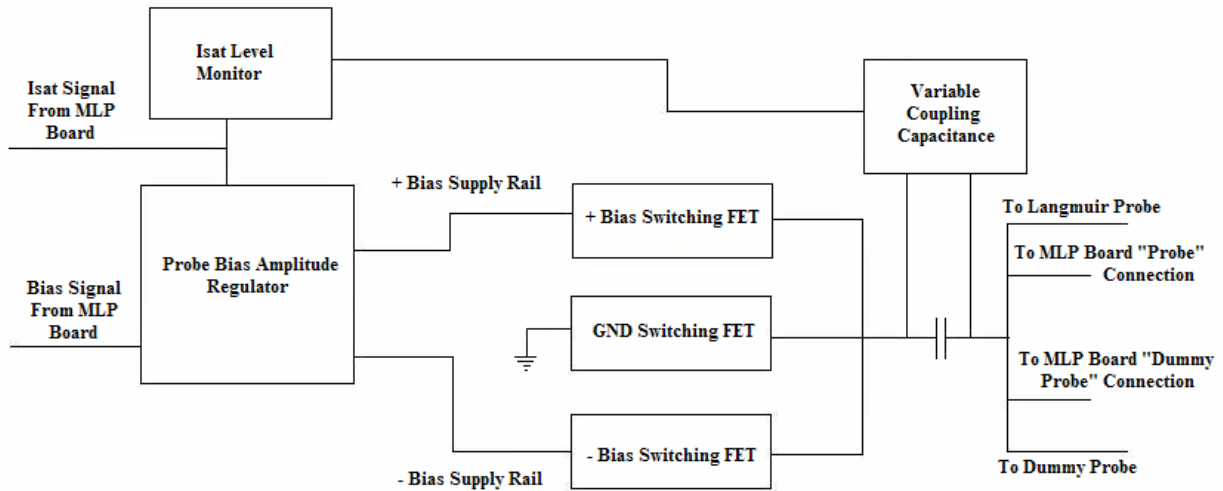 Isat Level
Monitor
Isat Signal
From MLP
Board
Variable
Coupling
Capacitance
+ Bias Supply Rail
+ Bias Switching FET
To Langmuir Probe
To MLP Board "Probe"
Connection
Probe Bias Amplitude
Regulator
Bias Signal
From MLP
Board
GND Switching FET
To MLP Board "Dummy
Probe" Connection
- Bias Switching FET
- Bias Supply Rail
To Dummy Probe